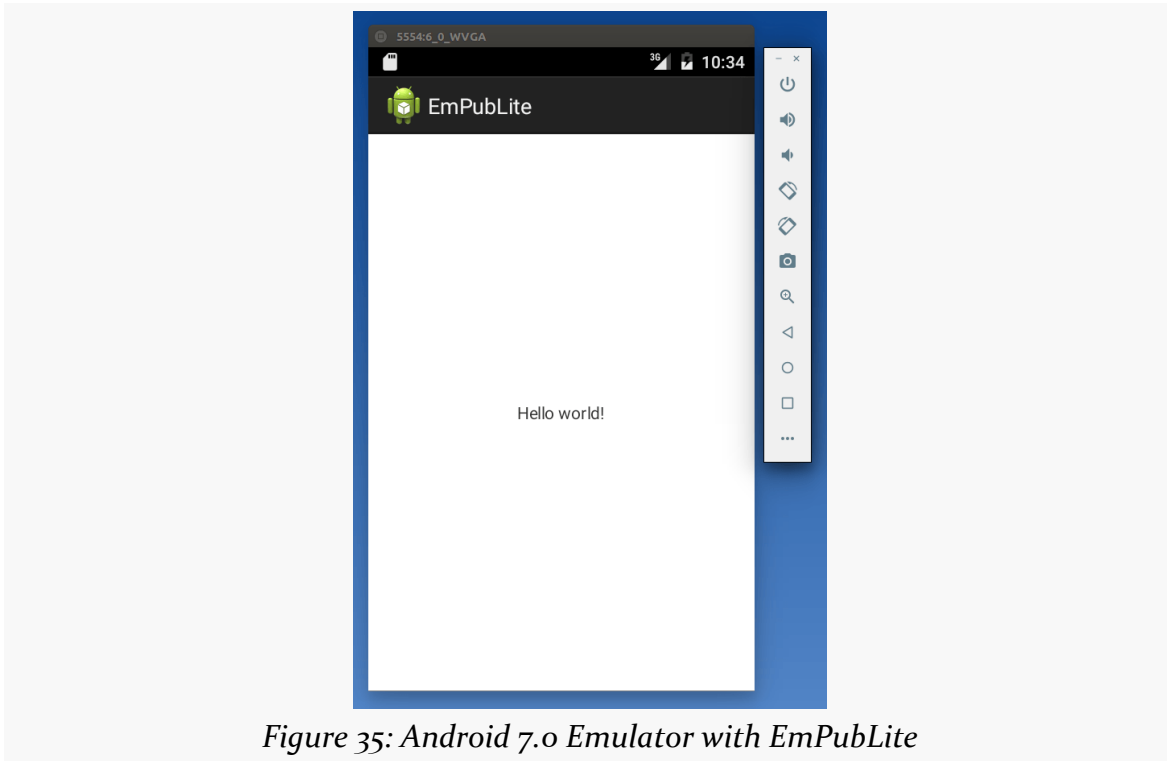 5554:6_0_WVGA
3G 10:34
EmPubLite
Hello world!
Figure 35: Android 7.0 Emulator with EmPubLite